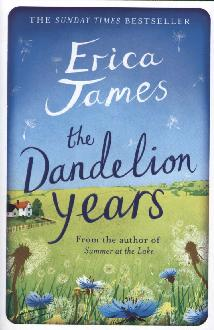 THE SUNDAY TIMES BESTSELLER
Erica
James
the
Dandelion
Years
From the author of
Summer at the Lake